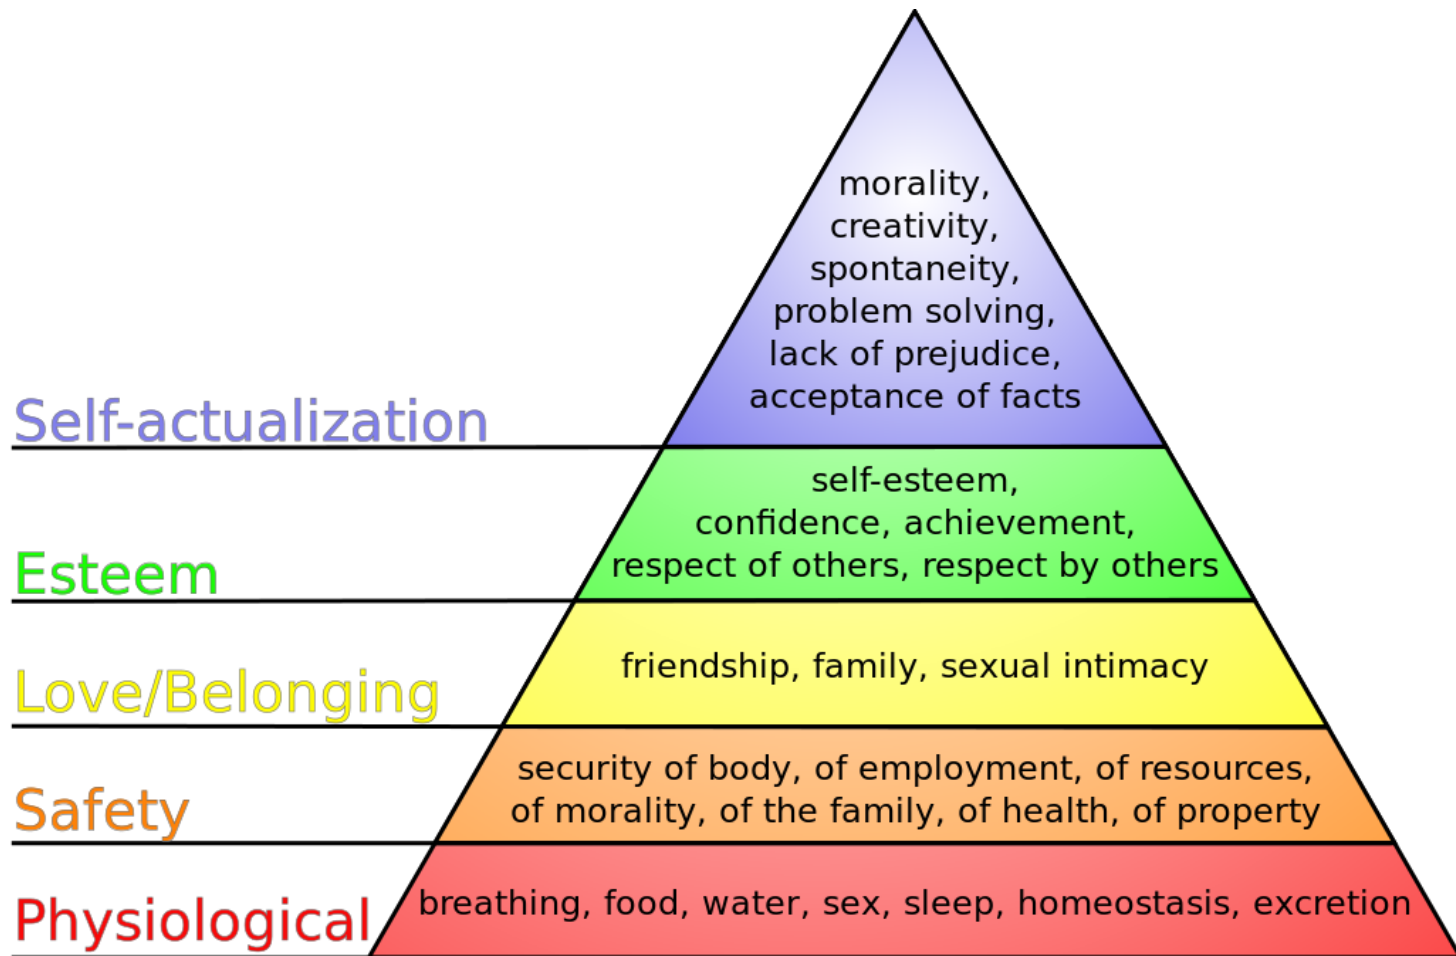 morality,
creativity,
spontaneity,
problem solving,
lack of prejudice,
acceptance of facts
Self-actualization
self-esteem,
confidence, achievement,
respect of others, respect by others
Esteem
friendship, family, sexual intimacy
Love/Belonging
security of body, of employment, of resources,
of morality, of the family, of health, of property
Safety
breathing, food, water, sex, sleep, homeostasis, excretion
Physiological